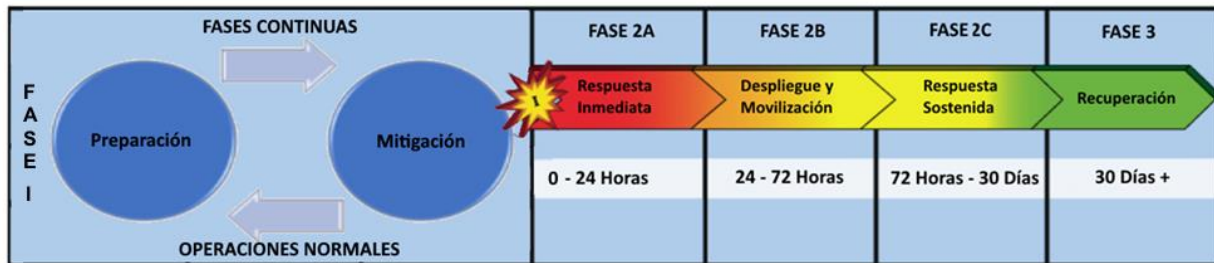 FASES CONTINUAS
FASE I
Preparación
Mitigación
OPERACIONES NORMALES
FASE 2A
FASE 2B
FASE 2C
FASE 3
I
Respuesta
Inmediata
Despliegue y
Movilización
Respuesta
Sostenida
Recuperación
0 - 24 Horas
24 - 72 Horas
72 Horas - 30 Días
30 Días +